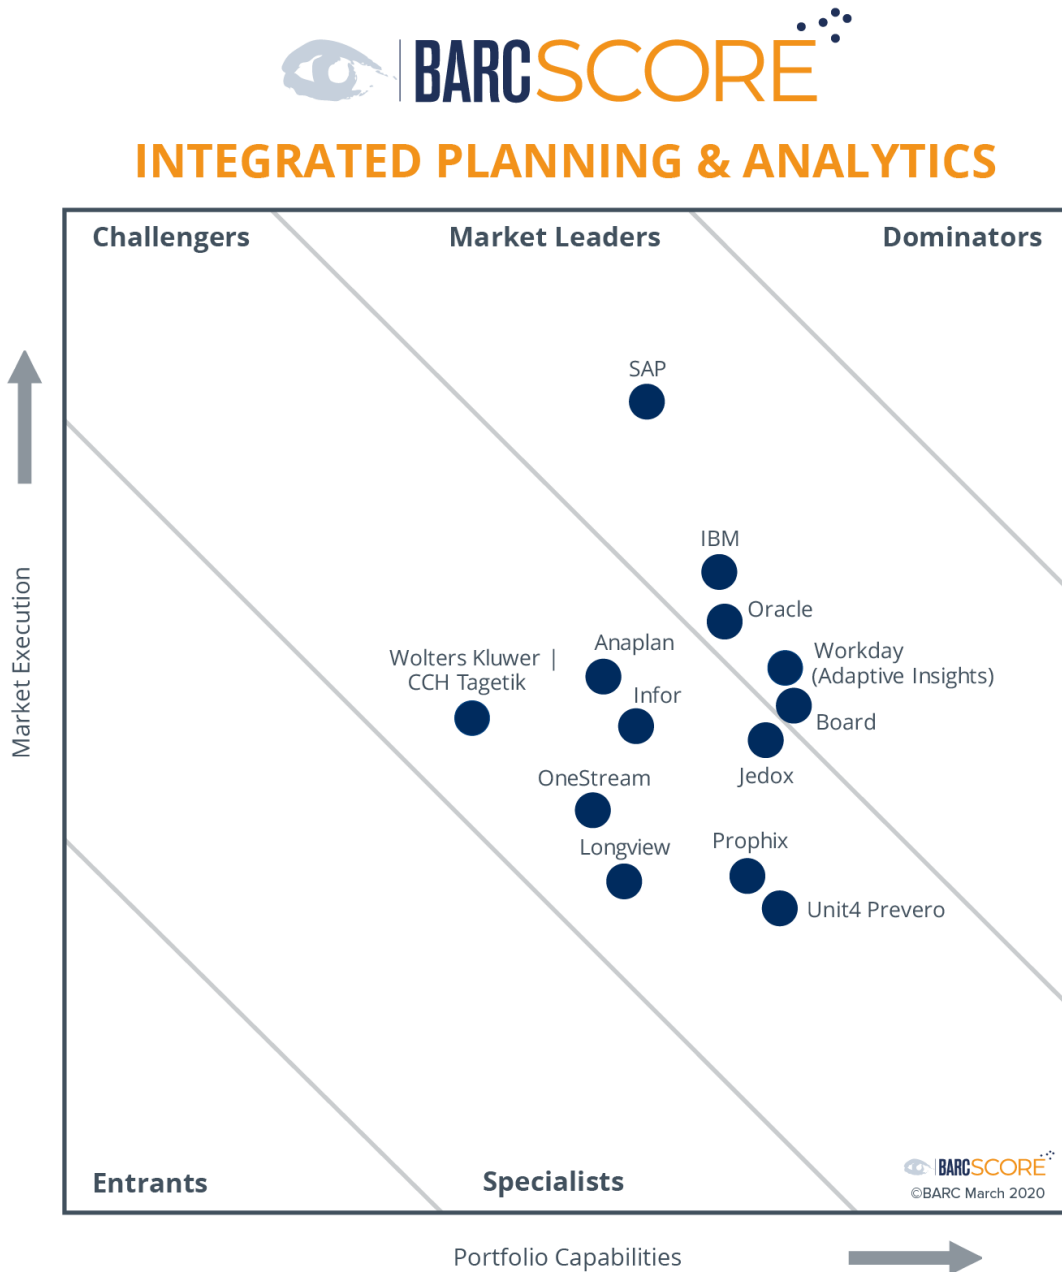 BARCSCORE
INTEGRATED PLANNING & ANALYTICS
Challengers
Market Leaders
Dominators
SAP
IBM
Oracle
Anaplan
Workday
(Adaptive Insights)
Wolters Kluwer |
CCH Tagetik
Infor
Board
Jedox
OneStream
Longview
Prophix
Unit4 Prevero
Market Execution
Entrants
Specialists
BARCSCORE
©BARC March 2020
Portfolio Capabilities